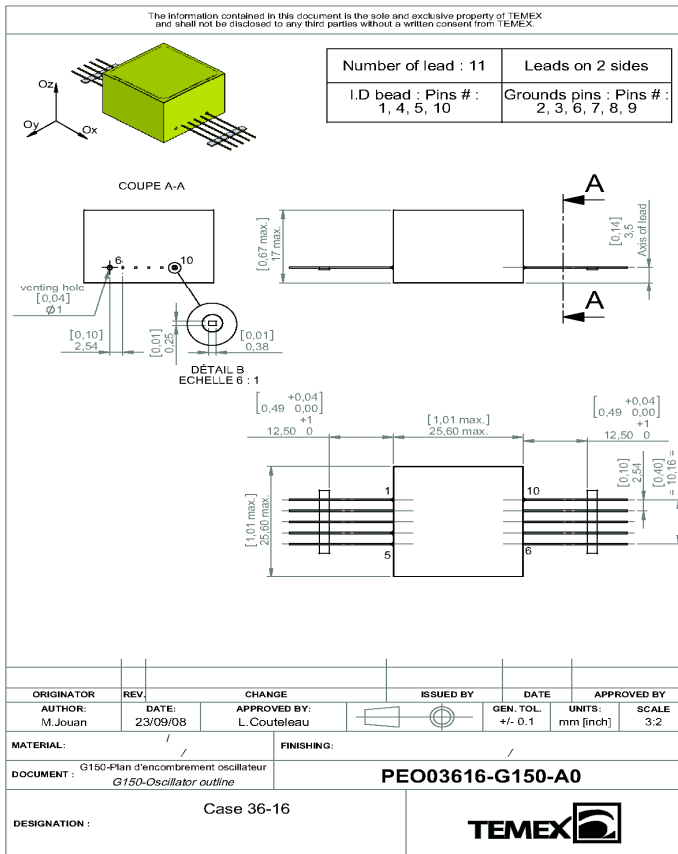 The information contained in this document is the sole and exclusive property of TEMEX
and shall not be disclosed to any third parties without a written consent from TEMEX.
Number of lead : 11
Leads on 2 sides
I.D bead : Pins # :
1, 4, 5, 10
Grounds pins : Pins # :
2, 3, 6, 7, 8, 9
Oz
Oy
Ox
COUPE A-A
6
10
venting hole
[0,04]
Ø1
[0,10]
2,54
[0,01]
0,25
[0,01]
0,38
DÉTAIL B
ECHELLE 6 : 1
[0,67 max.]
17 max.
A
[0,14]
3,5
Axis of lead
A
[0,49 +0,04 0,00]
12,50 +1 0
[1,01 max.]
25,60 max.
[0,49 +0,04 0,00]
12,50 +1 0
[1,01 max.]
25,60 max.
1
5
10
6
[0,10]
2,54
[0,40]
= 10,16 =
ORIGINATOR REV. CHANGE ISSUED BY DATE APPROVED BY
AUTHOR: DATE: APPROVED BY: GEN. TOL. UNITS: SCALE
M.Jouan 23/09/08 L.Couteleau +/- 0.1 mm [inch] 3:2
MATERIAL: / /
FINISHING: /
DOCUMENT : G150-Plan d'encombrement oscillateur
G150-Oscillator outline
PEO03616-G150-A0
DESIGNATION : Case 36-16
TEMEX